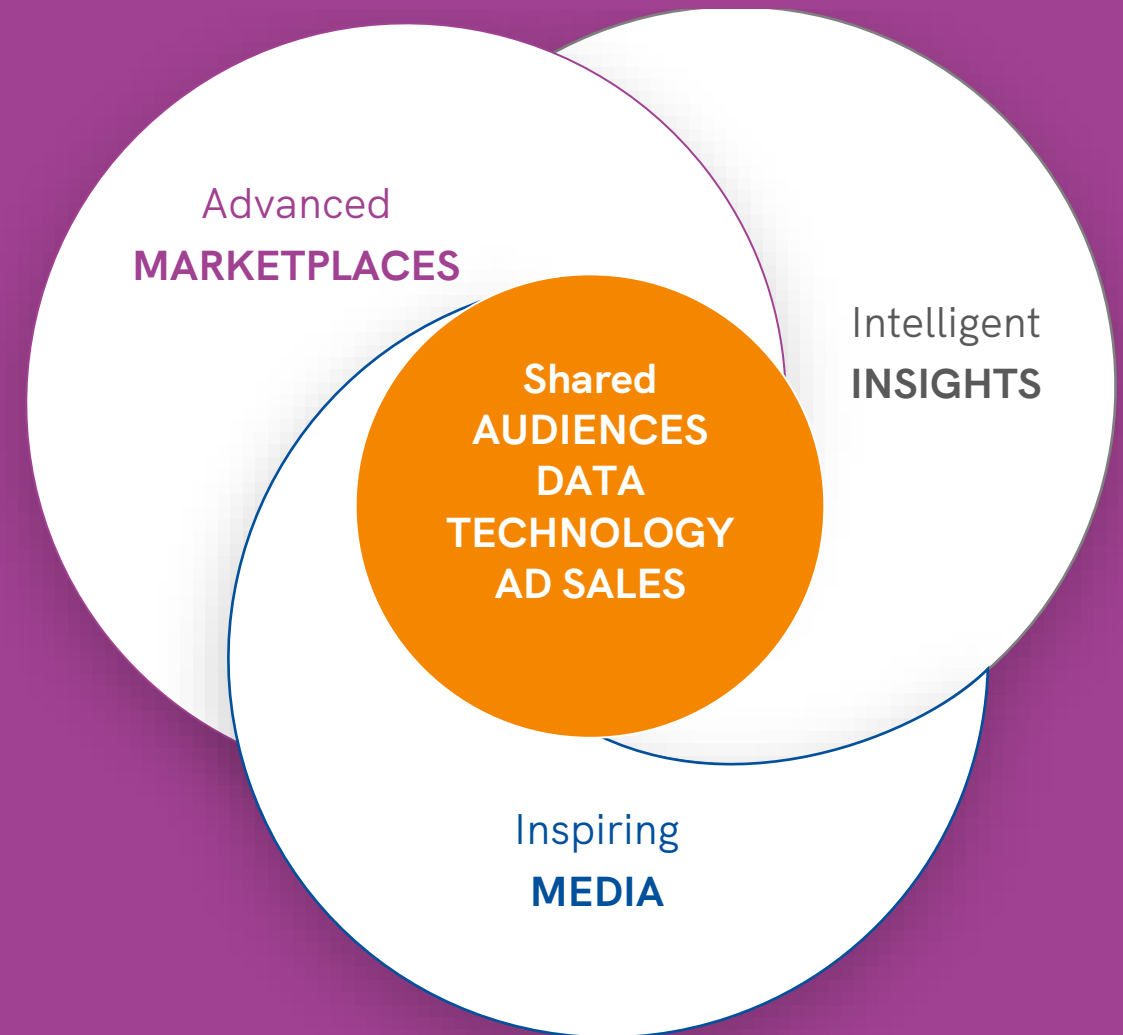 Advanced
MARKETPLACES
Intelligent
INSIGHTS
Shared
AUDIENCES
DATA
TECHNOLOGY
AD SALES
Inspiring
MEDIA